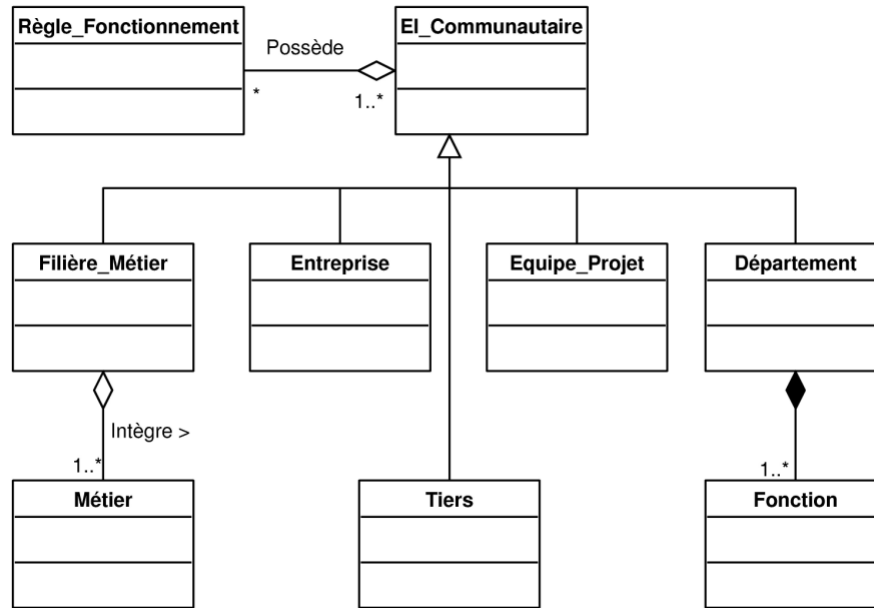 Règle_Fonctionnement
El_Communautaire
Possède
*
1..*
Filière_Métier
Entreprise
Equipe_Projet
Département
Intègre >
1..*
1..*
Métier
Tiers
Fonction